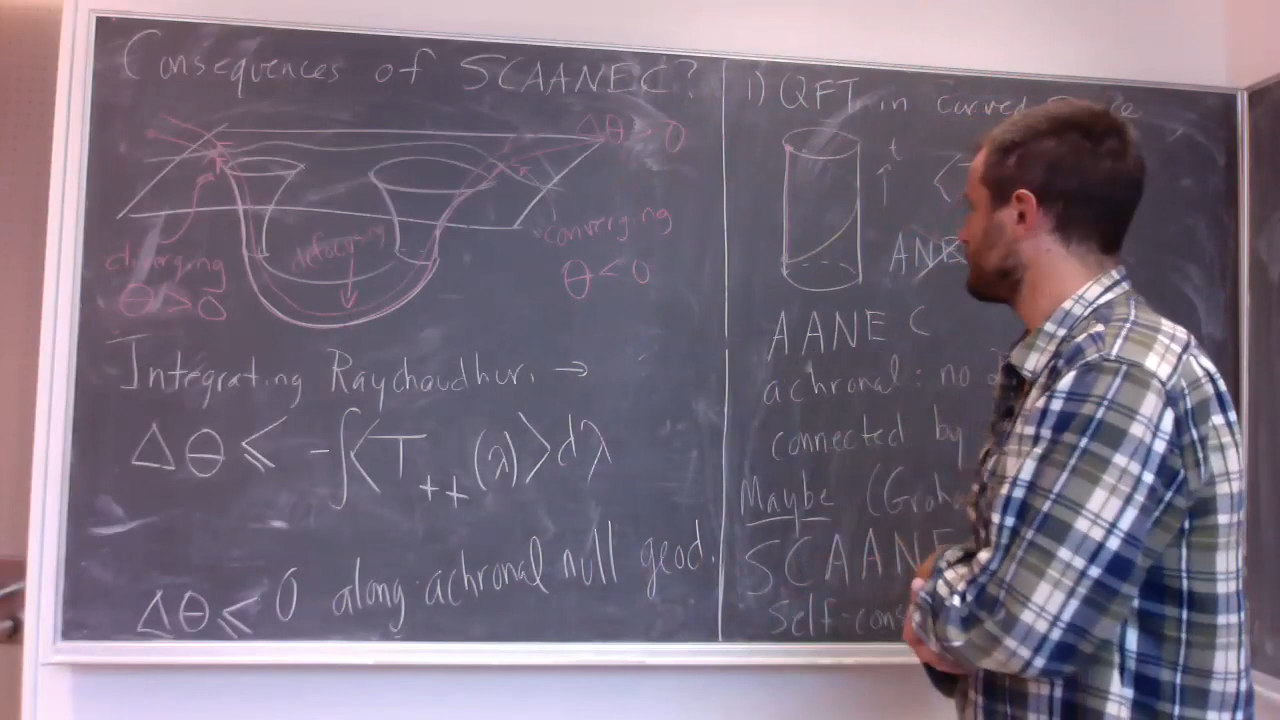 Consequences of SCAANEC?
Δθ > 0
diverging
θ > 0
defocusing
converging
θ < 0
Integrating Raychaudhuri →
Δθ ≤ -∫<T₊₊(λ)>dλ
Δθ ≤ 0 along achronal null geod.
1) QFT in curved
t
<T
ANE
AANEC
achronal: no
connected by
Maybe (Grah
SCAANE
Self-cons